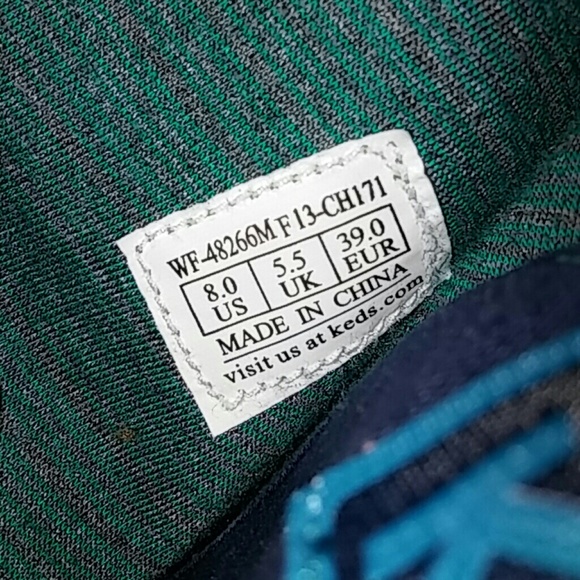 WF-48266M F 13-CH171
8.0 5.5 39.0
US UK EUR
MADE IN CHINA
visit us at keds.com